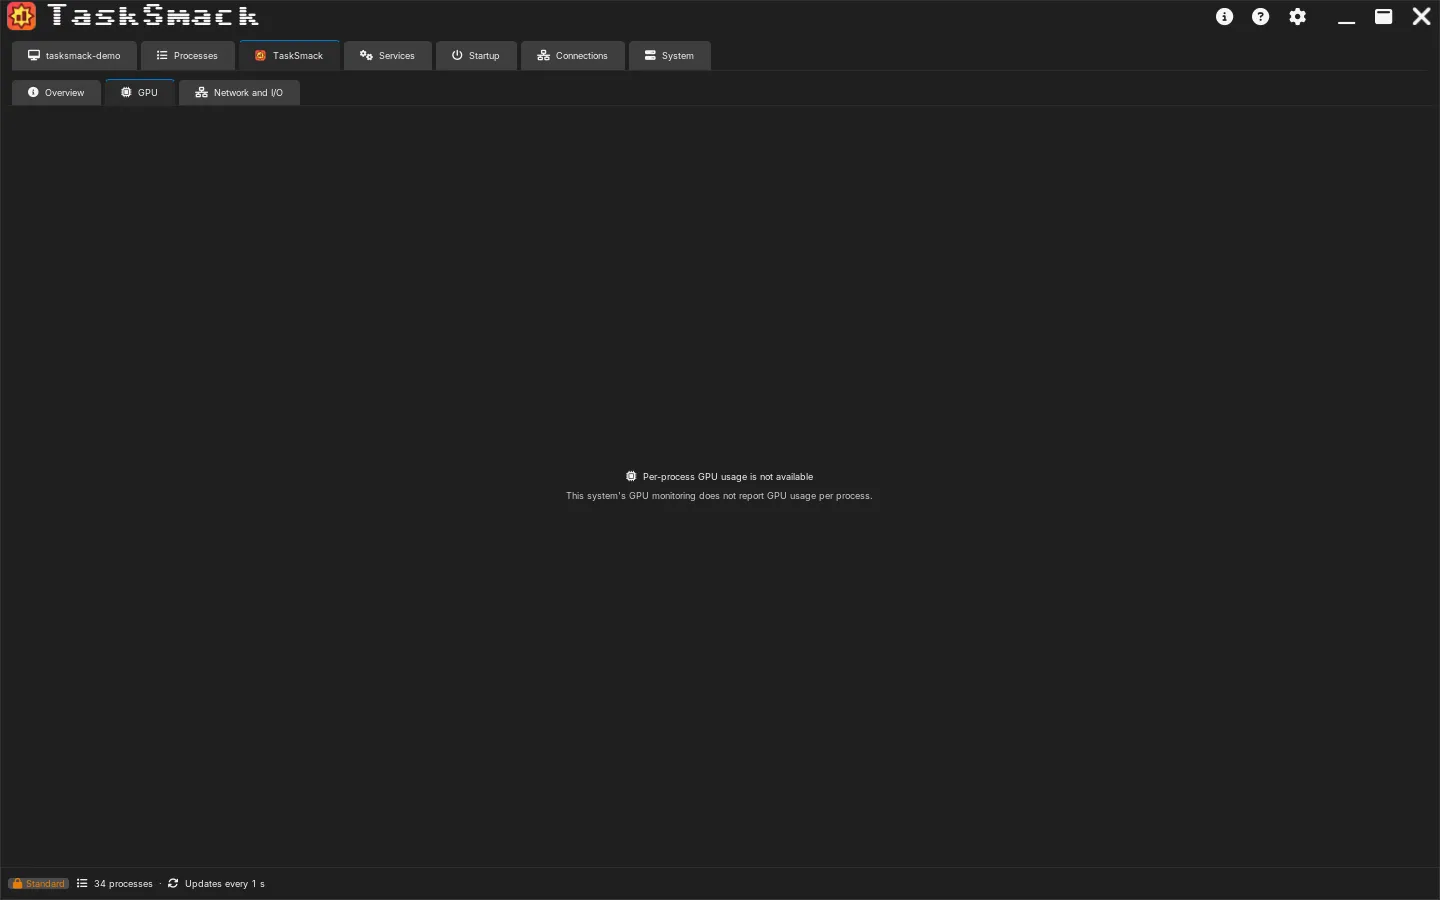 TaskSmack
tasksmack-demo Processes TaskSmack Services Startup Connections System
Overview GPU Network and I/O
Per-process GPU usage is not available
This system's GPU monitoring does not report GPU usage per process.
Standard 34 processes · Updates every 1 s